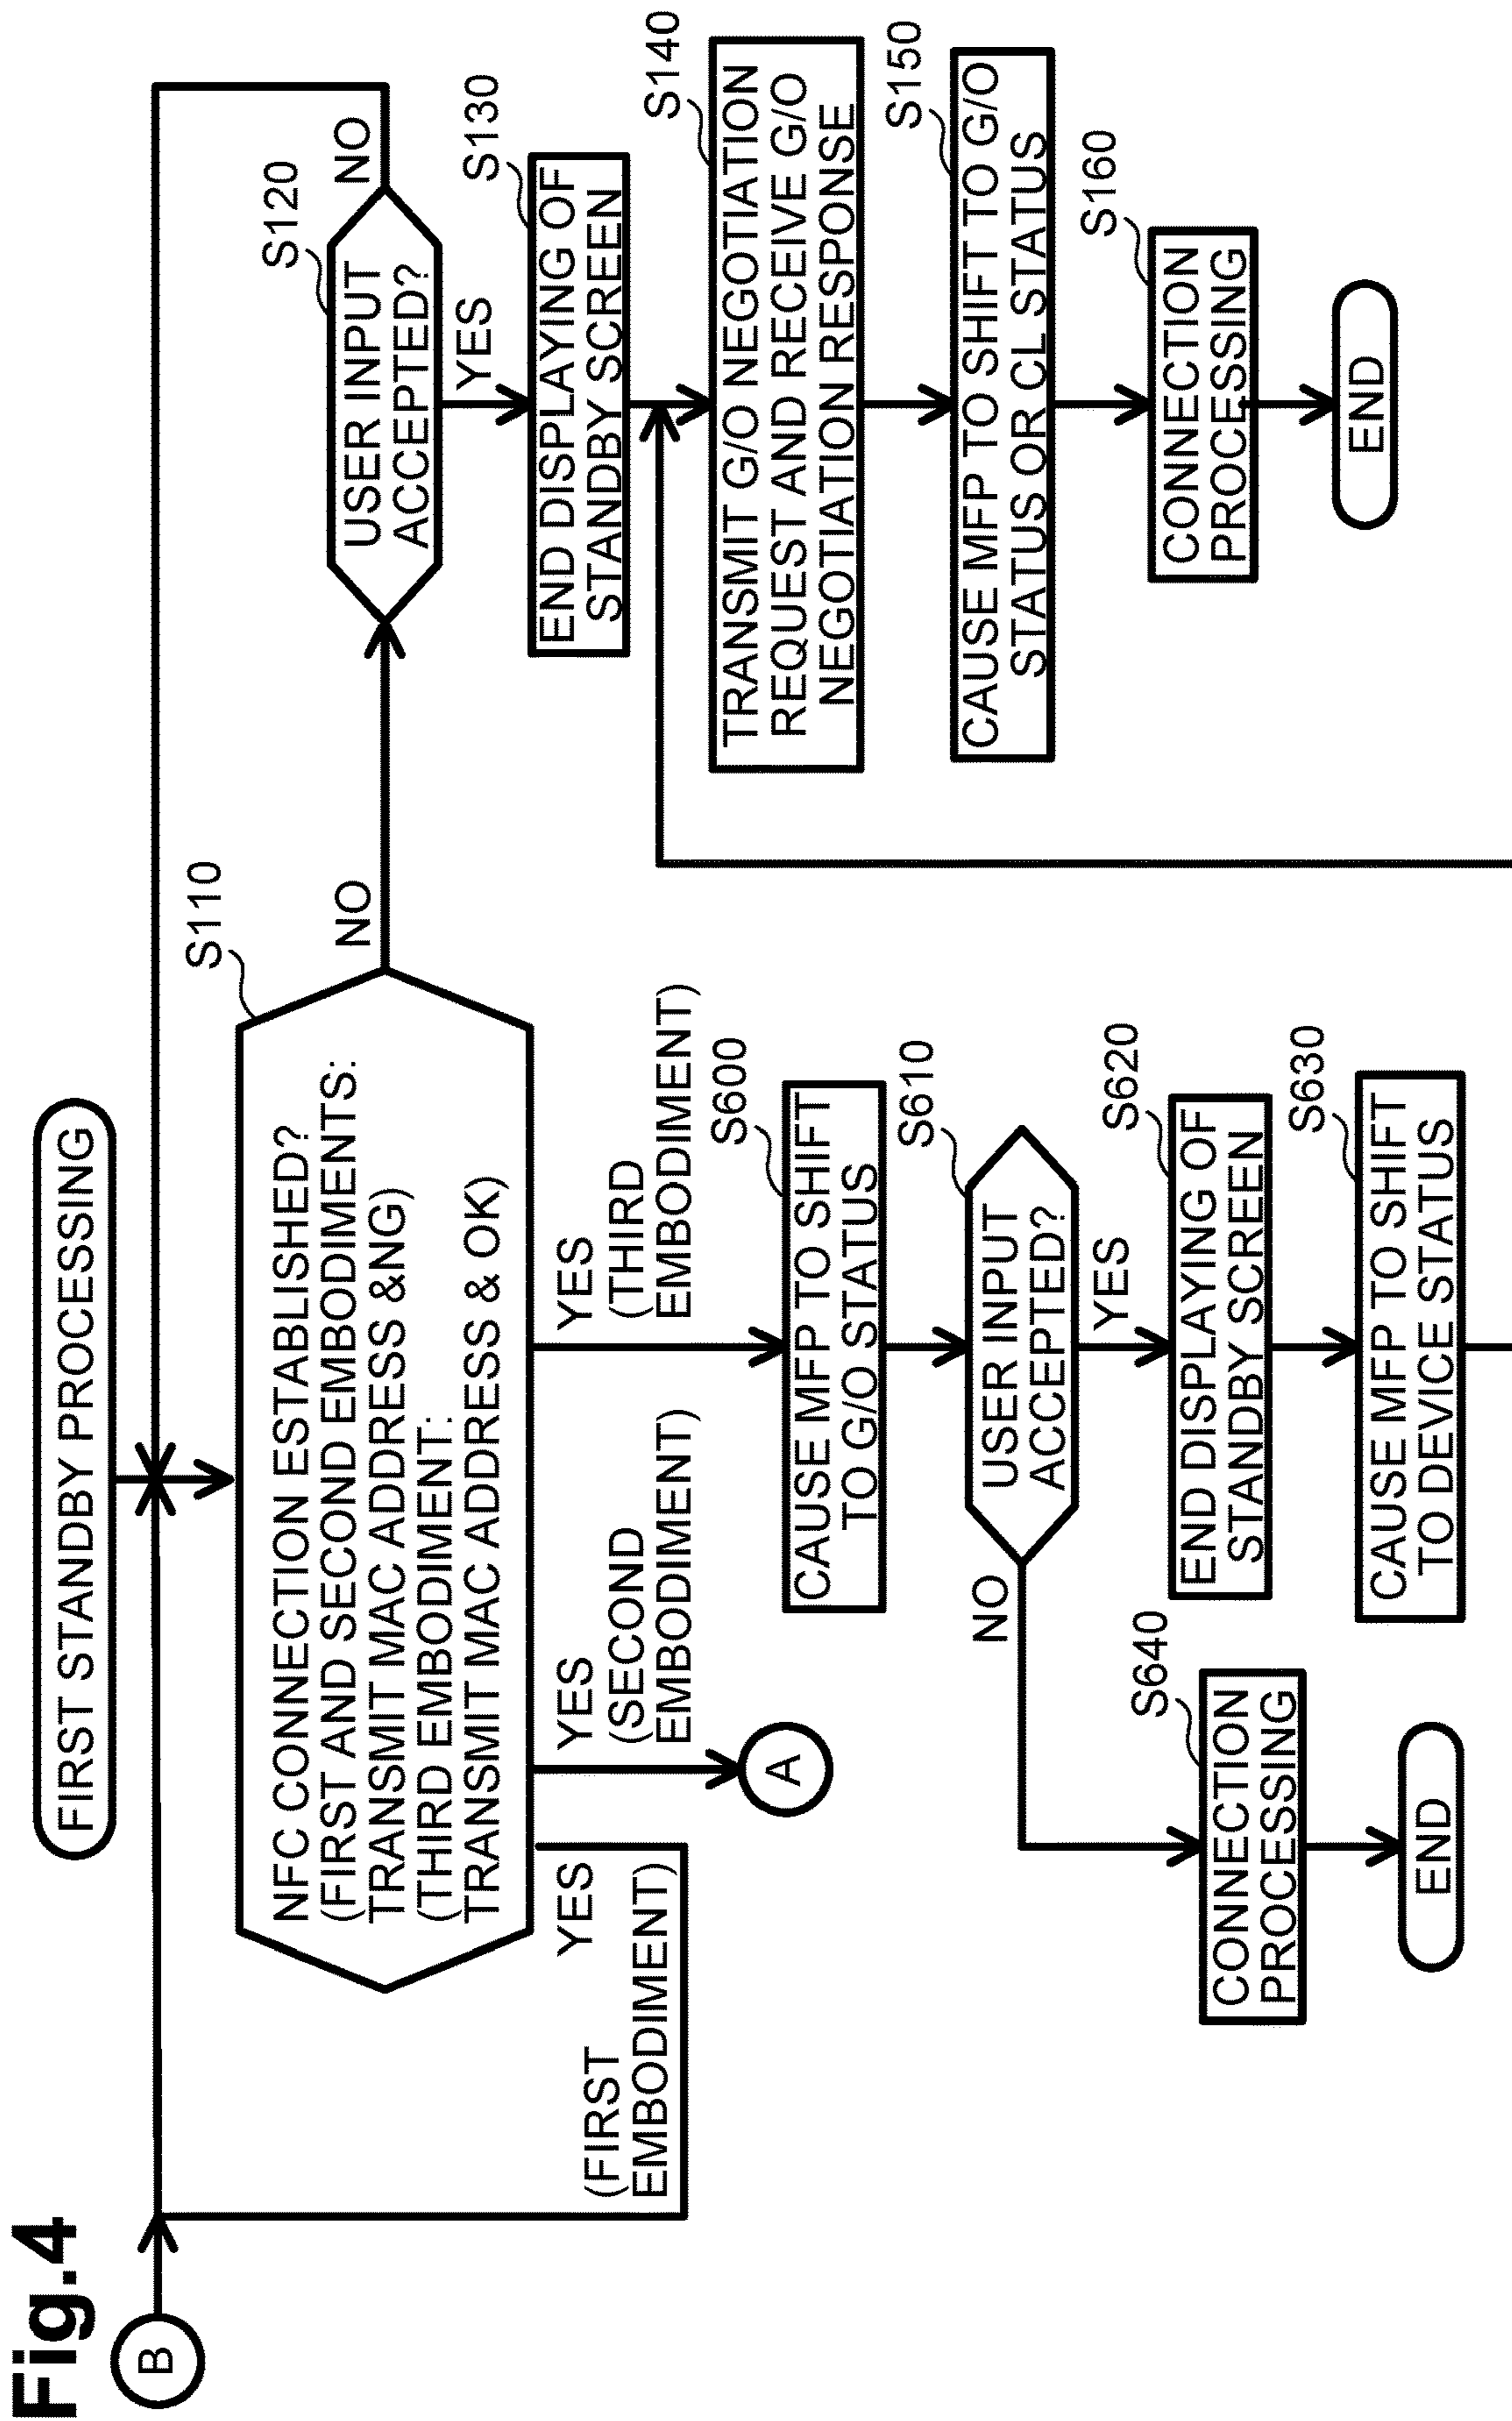 Fig.4
FIRST STANDBY PROCESSING
B
S110
NFC CONNECTION ESTABLISHED?
(FIRST AND SECOND EMBODIMENTS:
TRANSMIT MAC ADDRESS &NG)
(THIRD EMBODIMENT:
TRANSMIT MAC ADDRESS & OK)
NO
S120
USER INPUT
ACCEPTED?
NO
YES
S130
END DISPLAYING OF
STANDBY SCREEN
S140
TRANSMIT G/O NEGOTIATION
REQUEST AND RECEIVE G/O
NEGOTIATION RESPONSE
S150
CAUSE MFP TO SHIFT TO G/O
STATUS OR CL STATUS
S160
CONNECTION
PROCESSING
END
YES
(FIRST
EMBODIMENT)
YES
(SECOND
EMBODIMENT)
A
YES
(THIRD
EMBODIMENT)
S600
CAUSE MFP TO SHIFT
TO G/O STATUS
S610
USER INPUT
ACCEPTED?
NO
YES
S620
END DISPLAYING OF
STANDBY SCREEN
S630
CAUSE MFP TO SHIFT
TO DEVICE STATUS
S640
CONNECTION
PROCESSING
END